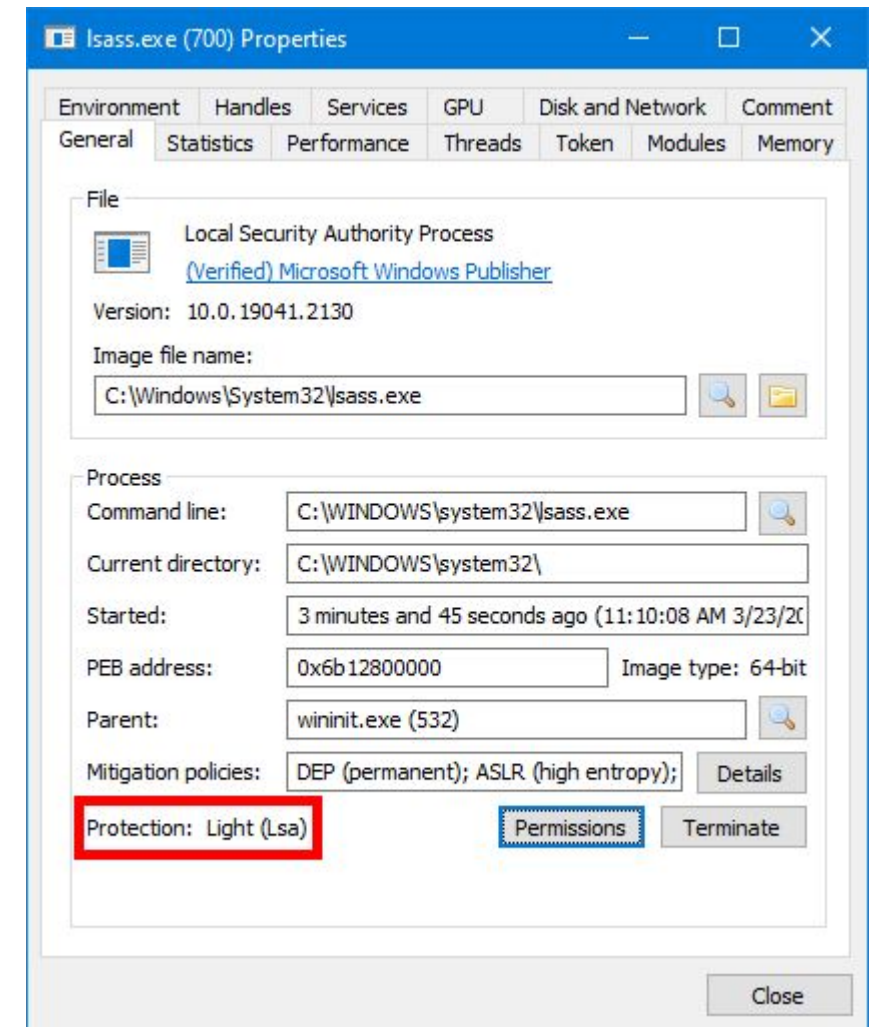 lsass.exe (700) Properties
Environment Handles Services GPU Disk and Network Comment
General Statistics Performance Threads Token Modules Memory
File
Local Security Authority Process
(Verified) Microsoft Windows Publisher
Version: 10.0.19041.2130
Image file name:
C:\Windows\System32\lsass.exe
Process
Command line: C:\WINDOWS\system32\lsass.exe
Current directory: C:\WINDOWS\system32\
Started: 3 minutes and 45 seconds ago (11:10:08 AM 3/23/20
PEB address: 0x6b12800000 Image type: 64-bit
Parent: wininit.exe (532)
Mitigation policies: DEP (permanent); ASLR (high entropy); Details
Protection: Light (Lsa) Permissions Terminate
Close